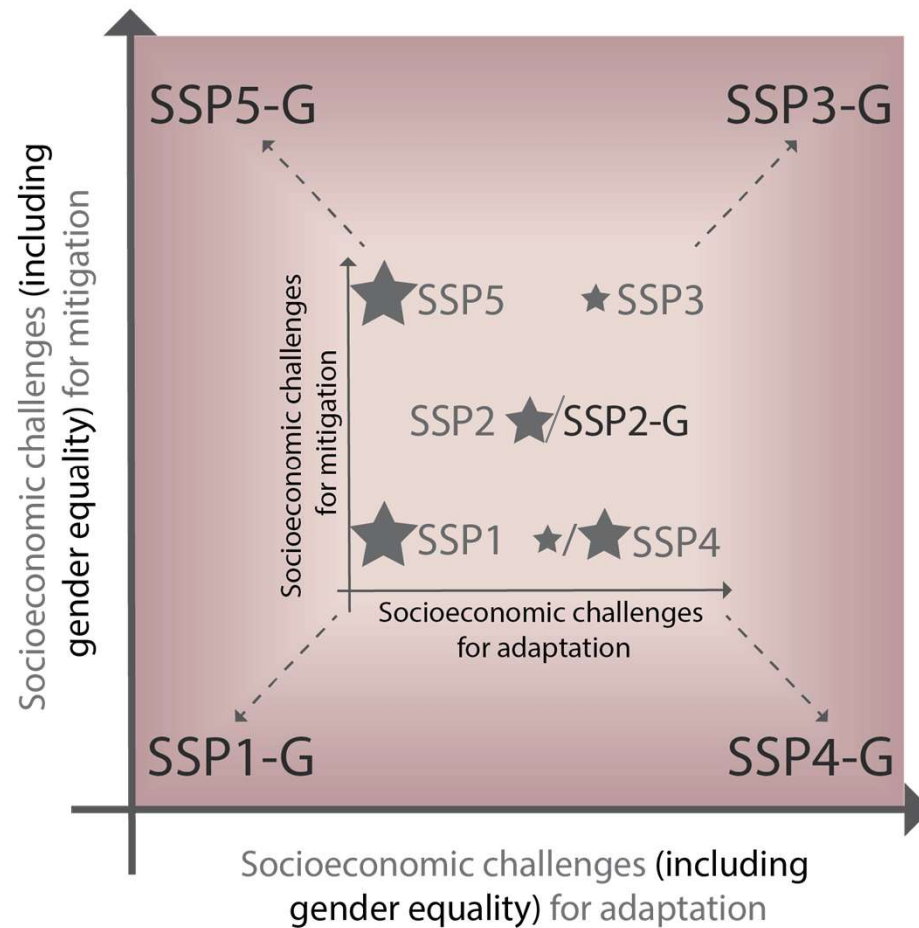 SSP5-G
SSP3-G
Socioeconomic challenges (including
gender equality) for mitigation
Socioeconomic challenges
for mitigation
SSP5
SSP3
SSP2 /SSP2-G
SSP1
/ SSP4
Socioeconomic challenges
for adaptation
SSP1-G
SSP4-G
Socioeconomic challenges (including
gender equality) for adaptation